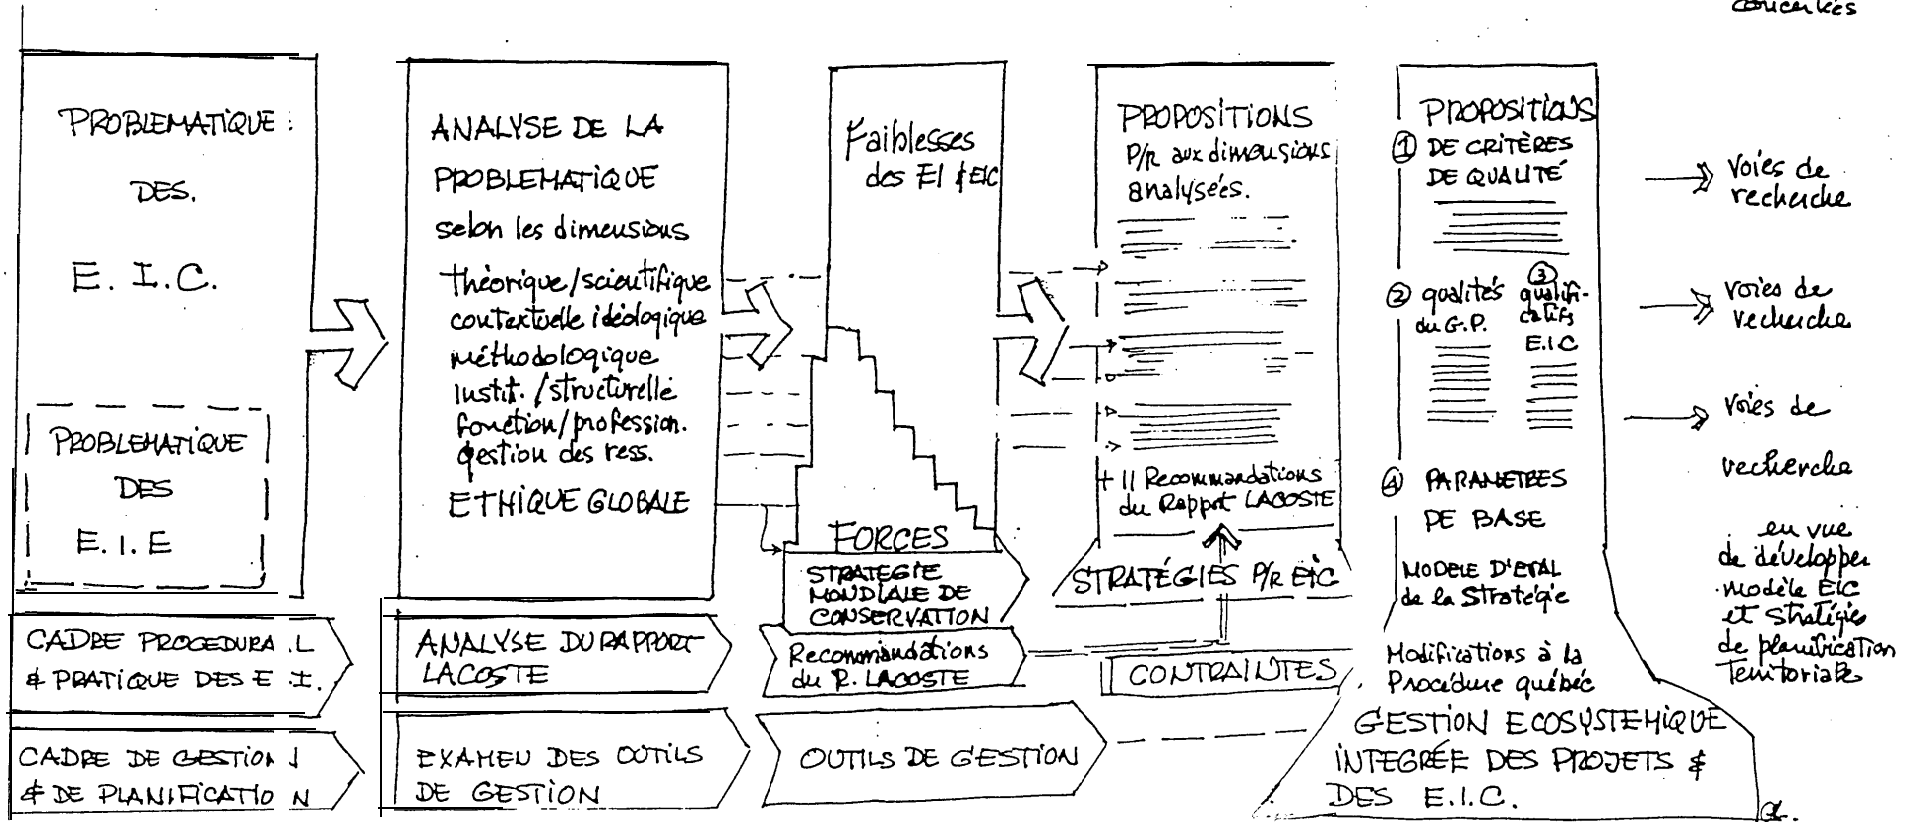 concertées
PROBLEMATIQUE
DES.
E. I. C.
PROBLEMATIQUE
DES
E. I. E
CADRE PROCEDURAL
& PRATIQUE DES E.I.
CADRE DE GESTION
& DE PLANIFICATION
ANALYSE DE LA
PROBLEMATIQUE
selon les dimensions
théorique/scientifique
contextuelle idéologique
méthodologique
Instit. /structurelle
fonction/profession.
gestion des ress.
ETHIQUE GLOBALE
ANALYSE DU RAPPORT
LACOSTE
EXAMEN DES OUTILS
DE GESTION
Faiblesses
des EI & EIC
FORCES
STRATEGIE
MONDIALE DE
CONSERVATION
Recommandations
du R. LACOSTE
OUTILS DE GESTION
PROPOSITIONS
P/R aux dimensions
analysées.
+ 11 Recommandations
du Rapport LACOSTE
STRATÉGIES P/R EIC
CONTRAINTES
PROPOSITIONS
① DE CRITÈRES
DE QUALITÉ
② qualités
du G.P.
③
qualifi-
catifs
E.I.C
④ PARAMETRES
DE BASE
MODELE D'ETAL
de la Stratégie
Modifications à la
Procédure québéc
GESTION ECOSYSTEMIQUE
INTEGRÉE DES PROJETS &
DES E.I.C.
voies de
recherche
voies de
recherche
voies de
recherche
en vue
de développer
modèle EIC
et stratégies
de planification
territoriale